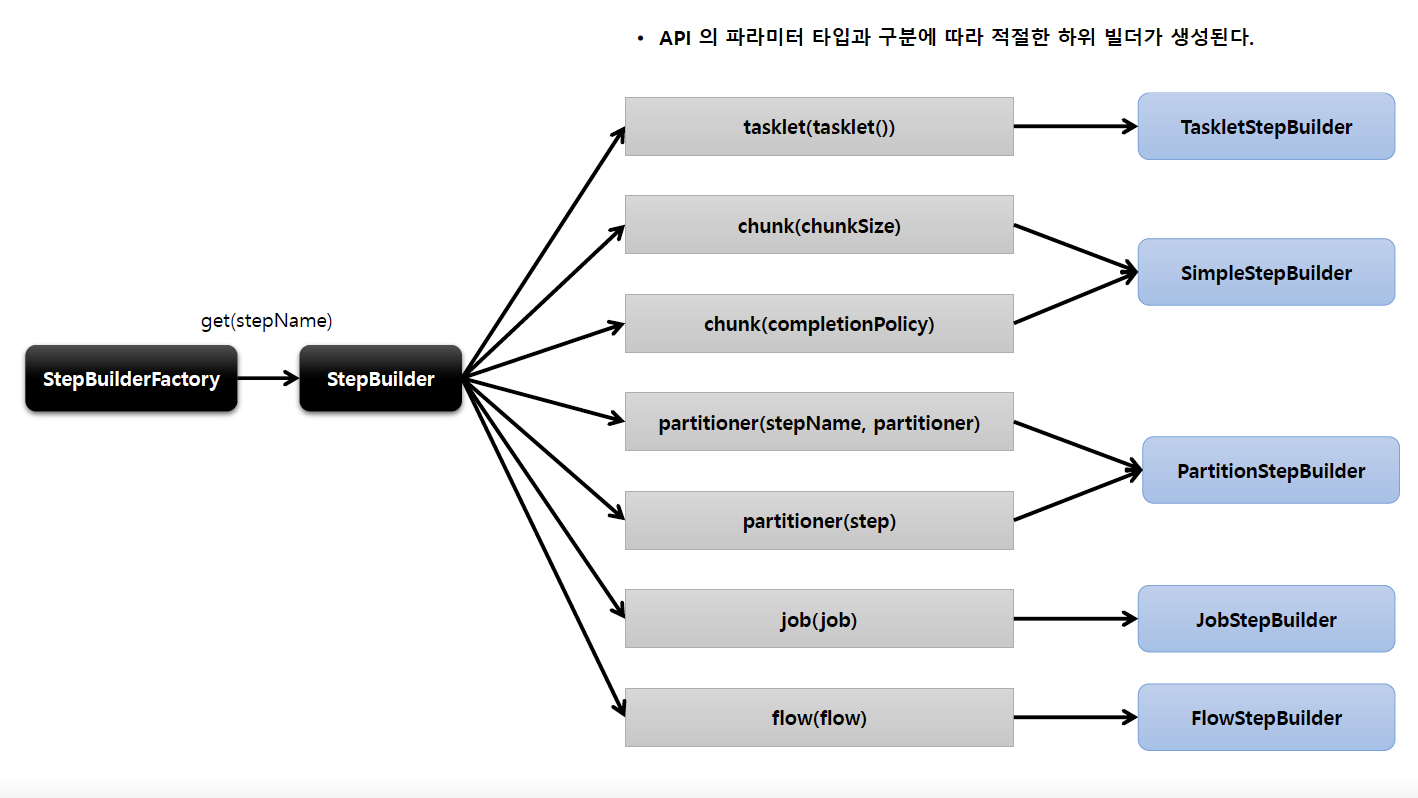 • API 의 파라미터 타입과 구분에 따라 적절한 하위 빌더가 생성된다.
get(stepName)
StepBuilderFactory
StepBuilder
tasklet(tasklet())
TaskletStepBuilder
chunk(chunkSize)
chunk(completionPolicy)
SimpleStepBuilder
partitioner(stepName, partitioner)
partitioner(step)
PartitionStepBuilder
job(job)
JobStepBuilder
flow(flow)
FlowStepBuilder